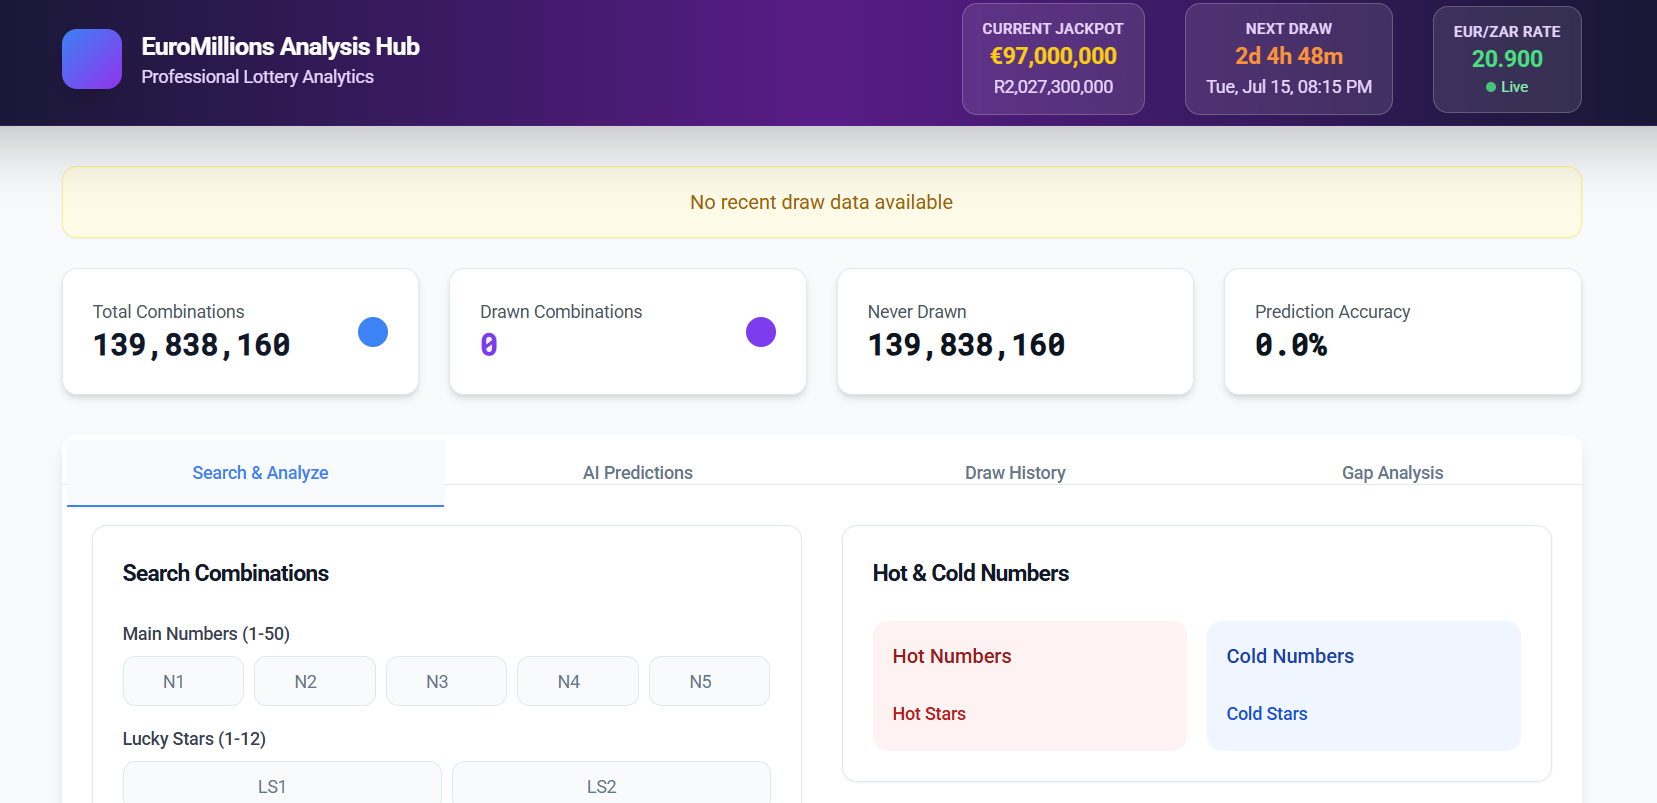 EuroMillions Analysis Hub
Professional Lottery Analytics
CURRENT JACKPOT
€97,000,000
R2,027,300,000
NEXT DRAW
2d 4h 48m
Tue, Jul 15, 08:15 PM
EUR/ZAR RATE
20.900
Live
No recent draw data available
Total Combinations
139,838,160
Drawn Combinations
0
Never Drawn
139,838,160
Prediction Accuracy
0.0%
Search & Analyze
AI Predictions
Draw History
Gap Analysis
Search Combinations
Main Numbers (1-50)
N1
N2
N3
N4
N5
Lucky Stars (1-12)
LS1
LS2
Hot & Cold Numbers
Hot Numbers
Hot Stars
Cold Numbers
Cold Stars